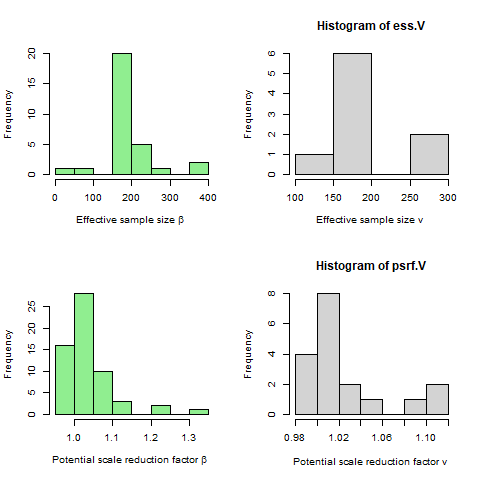 Frequency
0 5 10 15 20
0 100 200 300 400
Effective sample size β
Histogram of ess.V
Frequency
0 1 2 3 4 5 6
100 150 200 250 300
Effective sample size v
Frequency
0 5 10 15 20 25
1.0 1.1 1.2 1.3
Potential scale reduction factor β
Histogram of psrf.V
Frequency
0 2 4 6 8
0.98 1.02 1.06 1.10
Potential scale reduction factor v